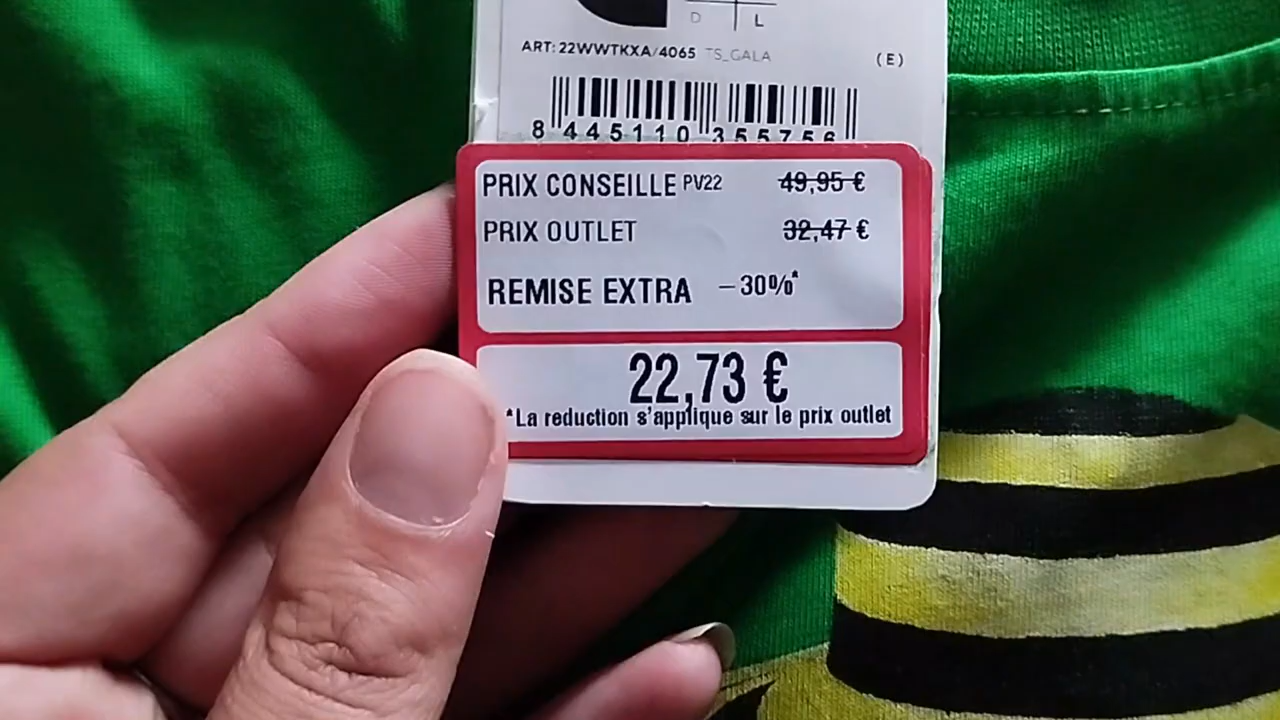 D L
ART: 22WWTKXA/4065 TS_GALA (E)
8 445110 355756
PRIX CONSEILLE PV22 49,95 €
PRIX OUTLET 32,47 €
REMISE EXTRA -30%*
22,73 €
*La reduction s'applique sur le prix outlet